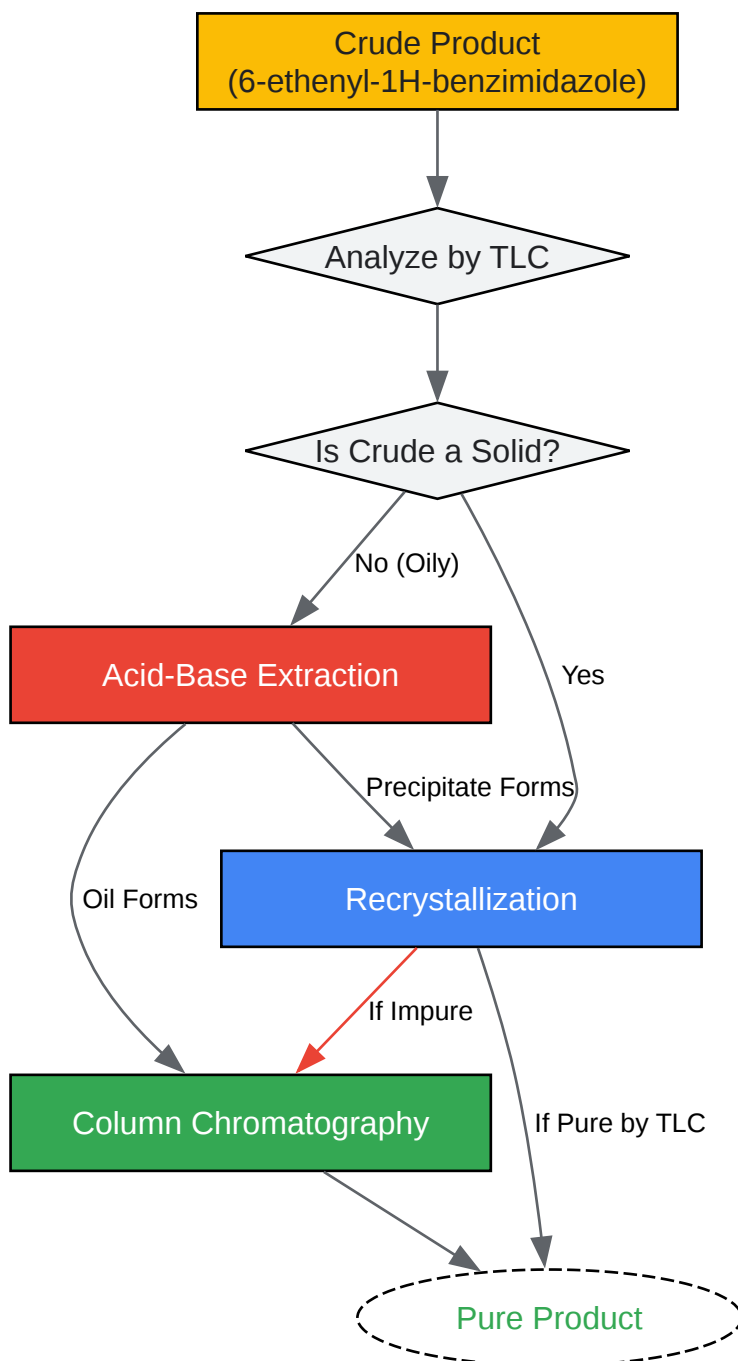 Crude Product
(6-ethenyl-1H-benzimidazole)
Analyze by TLC
Is Crude a Solid?
No (Oily)
Acid-Base Extraction
Yes
Precipitate Forms
Oil Forms
Recrystallization
If Impure
Column Chromatography
If Pure by TLC
Pure Product